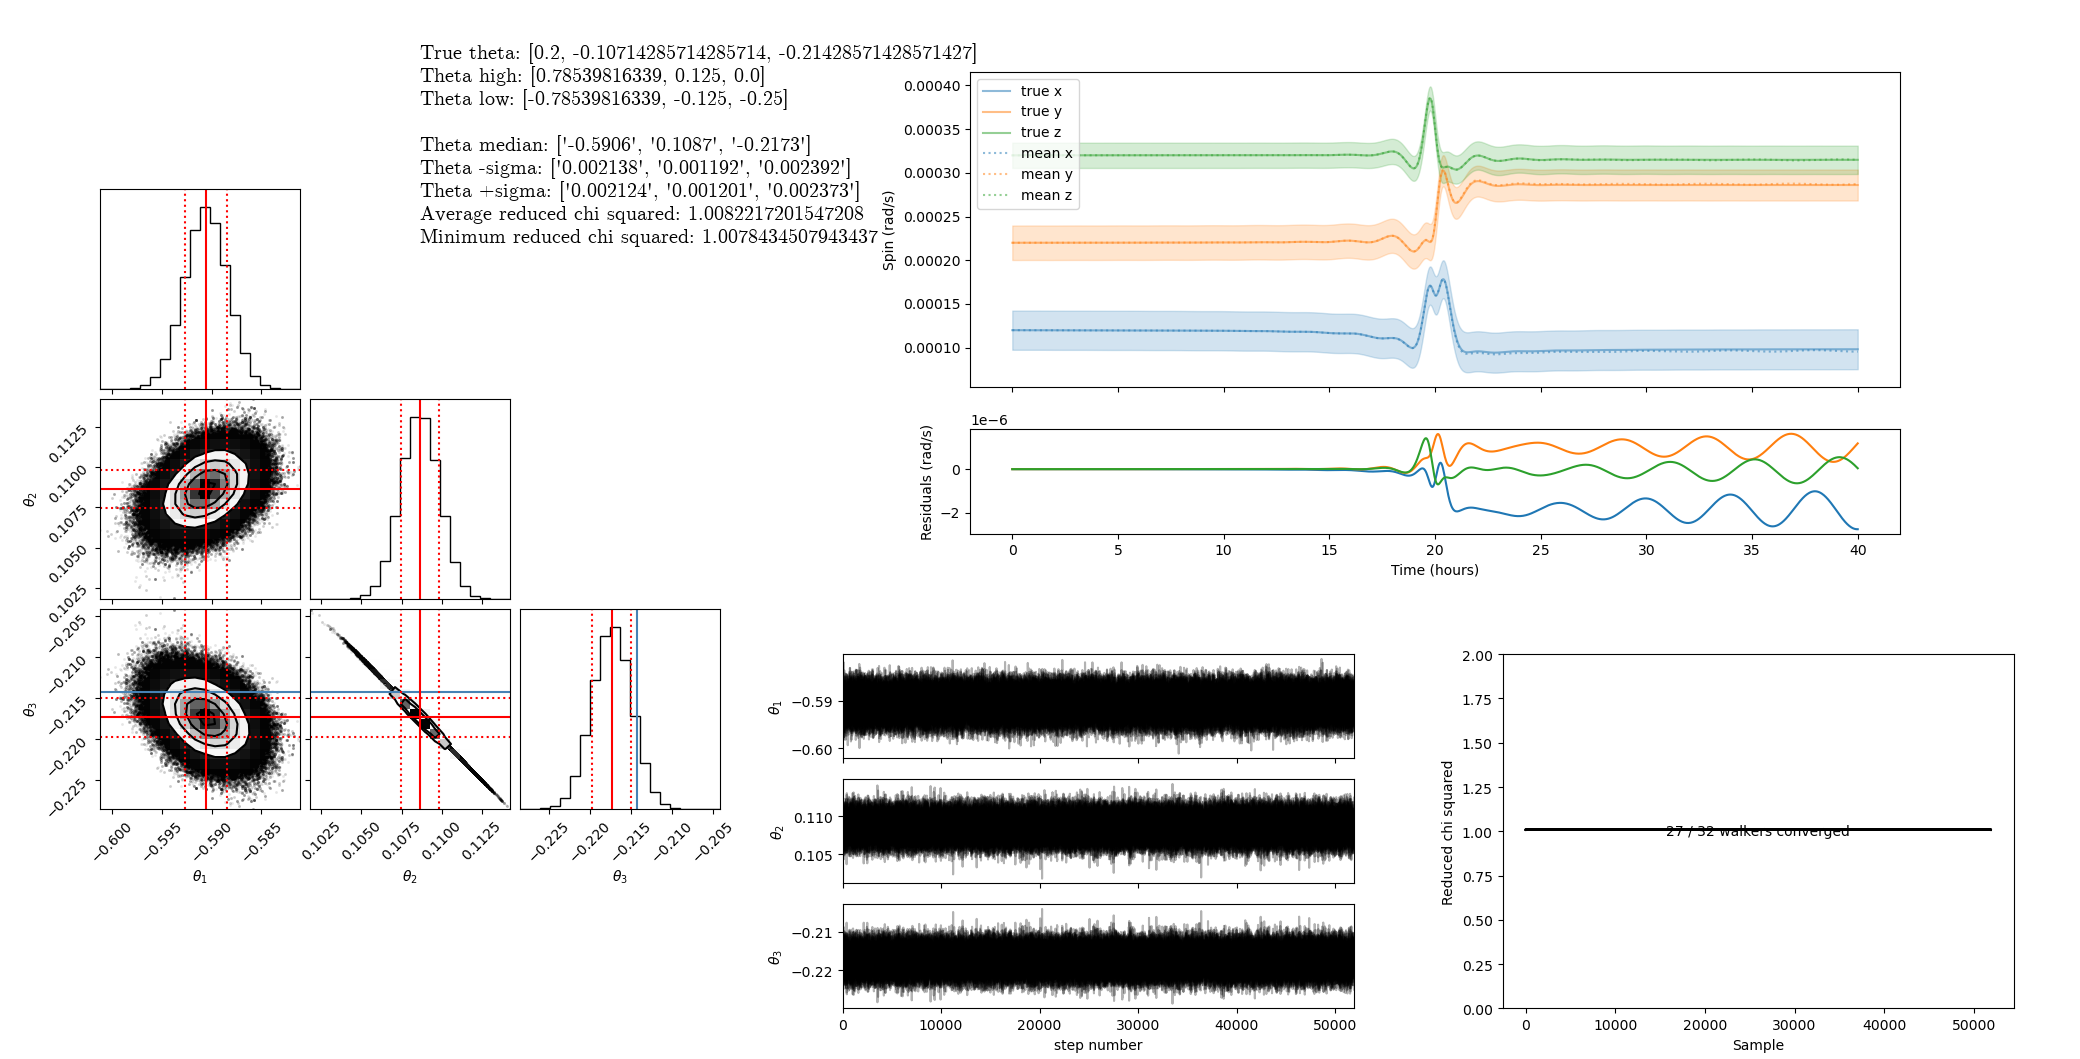 True theta: [0.2, -0.10714285714285714, -0.21428571428571427]
Theta high: [0.78539816339, 0.125, 0.0]
Theta low: [-0.78539816339, -0.125, -0.25]
Theta median: ['-0.5906', '0.1087', '-0.2173']
Theta -sigma: ['0.002138', '0.001192', '0.002392']
Theta +sigma: ['0.002124', '0.001201', '0.002373']
Average reduced chi squared: 1.0082217201547208
Minimum reduced chi squared: 1.0078434507943437
θ2
0.1125
0.1100
0.1075
0.1050
0.1025
θ3
−0.205
−0.210
−0.215
−0.220
−0.225
−0.600
−0.595
−0.590
−0.585
θ1
0.1025
0.1050
0.1075
0.1100
0.1125
θ2
−0.225
−0.220
−0.215
−0.210
−0.205
θ3
Spin (rad/s)
0.00040
0.00035
0.00030
0.00025
0.00020
0.00015
0.00010
true x
true y
true z
mean x
mean y
mean z
1e−6
Residuals (rad/s)
0
−2
0
5
10
15
20
25
30
35
40
Time (hours)
θ1
−0.59
−0.60
θ2
0.110
0.105
θ3
−0.21
−0.22
0
10000
20000
30000
40000
50000
step number
Reduced chi squared
2.00
1.75
1.50
1.25
1.00
0.75
0.50
0.25
0.00
27 / 32 walkers converged
0
10000
20000
30000
40000
50000
Sample